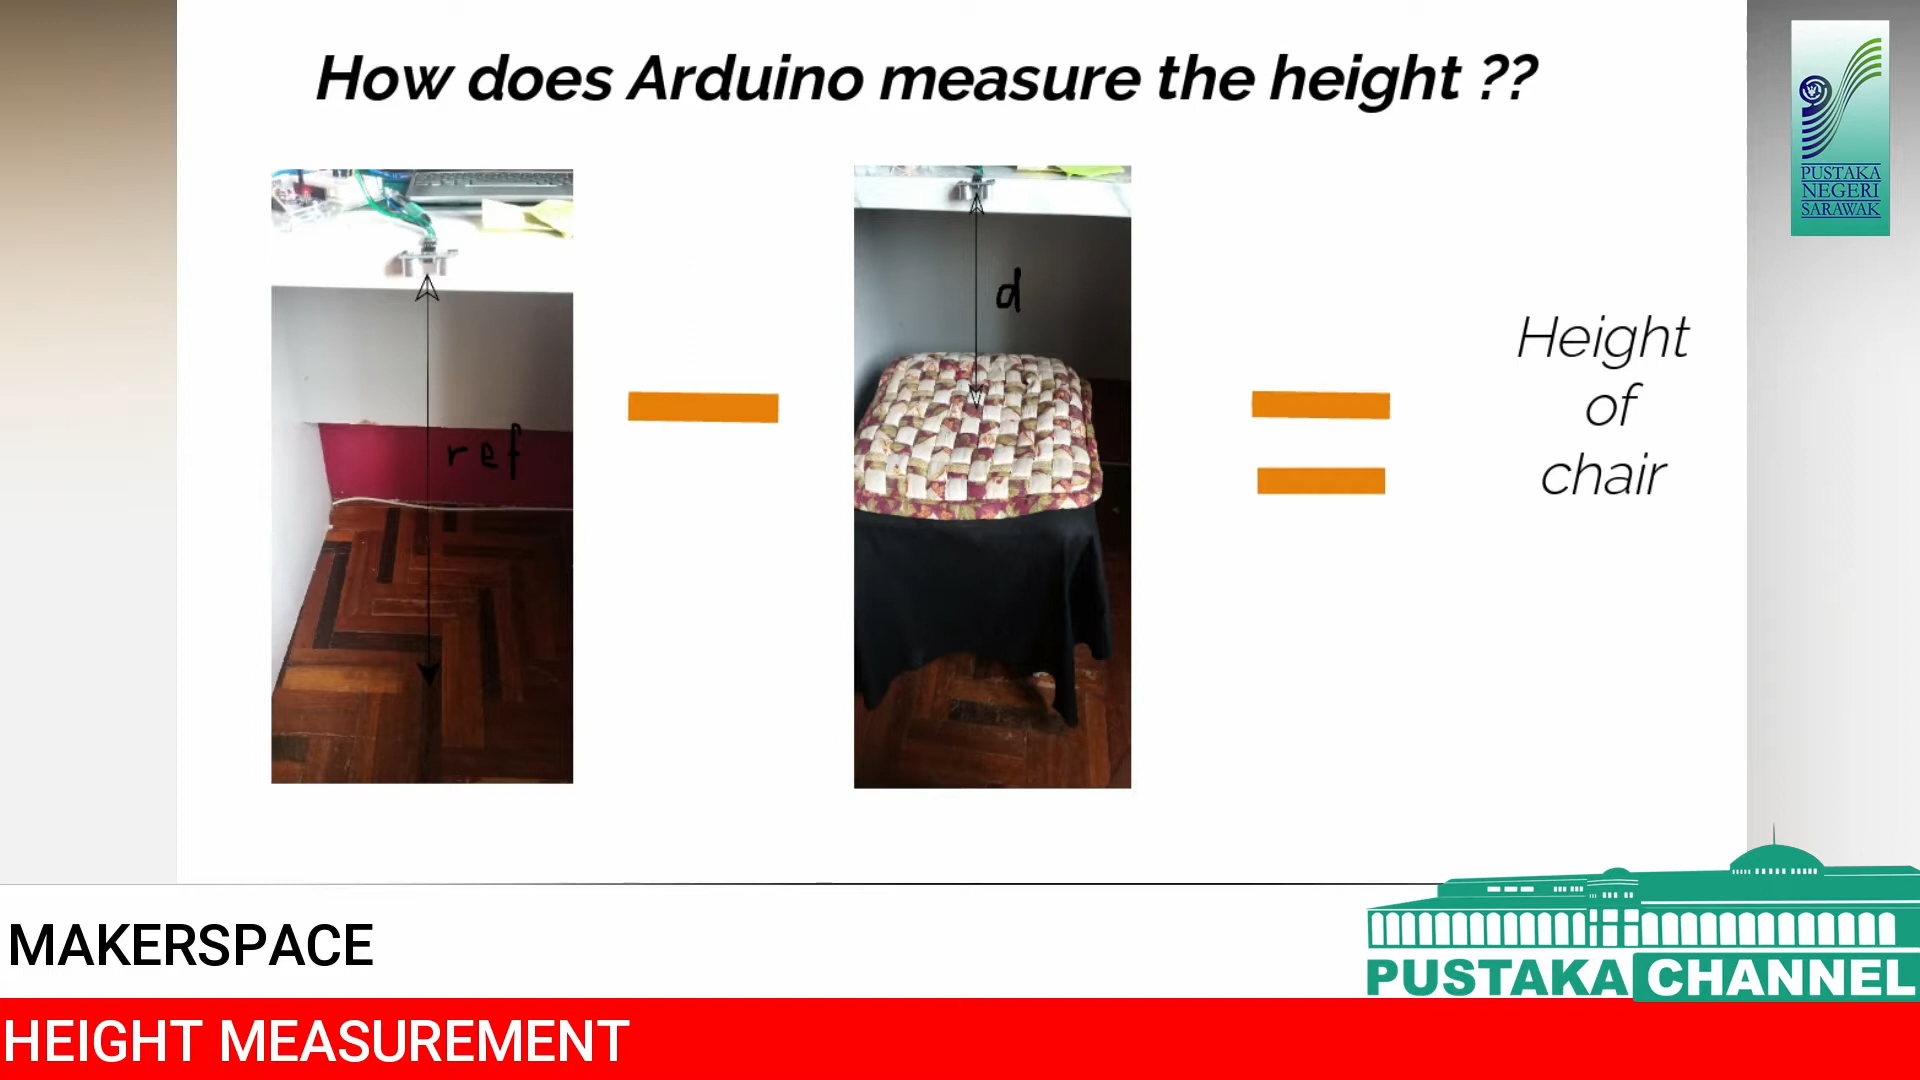 How does Arduino measure the height ??
PUSTAKA
NEGERI
SARAWAK
d
ref
Height
of
chair
MAKERSPACE
PUSTAKA CHANNEL
HEIGHT MEASUREMENT